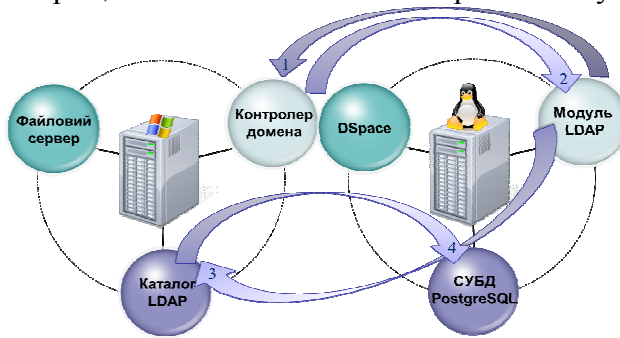 1
2
Файловий
сервер
Контролер
домена
DSpace
Модуль
LDAP
3
4
Каталог
LDAP
СУБД
PostgreSQL